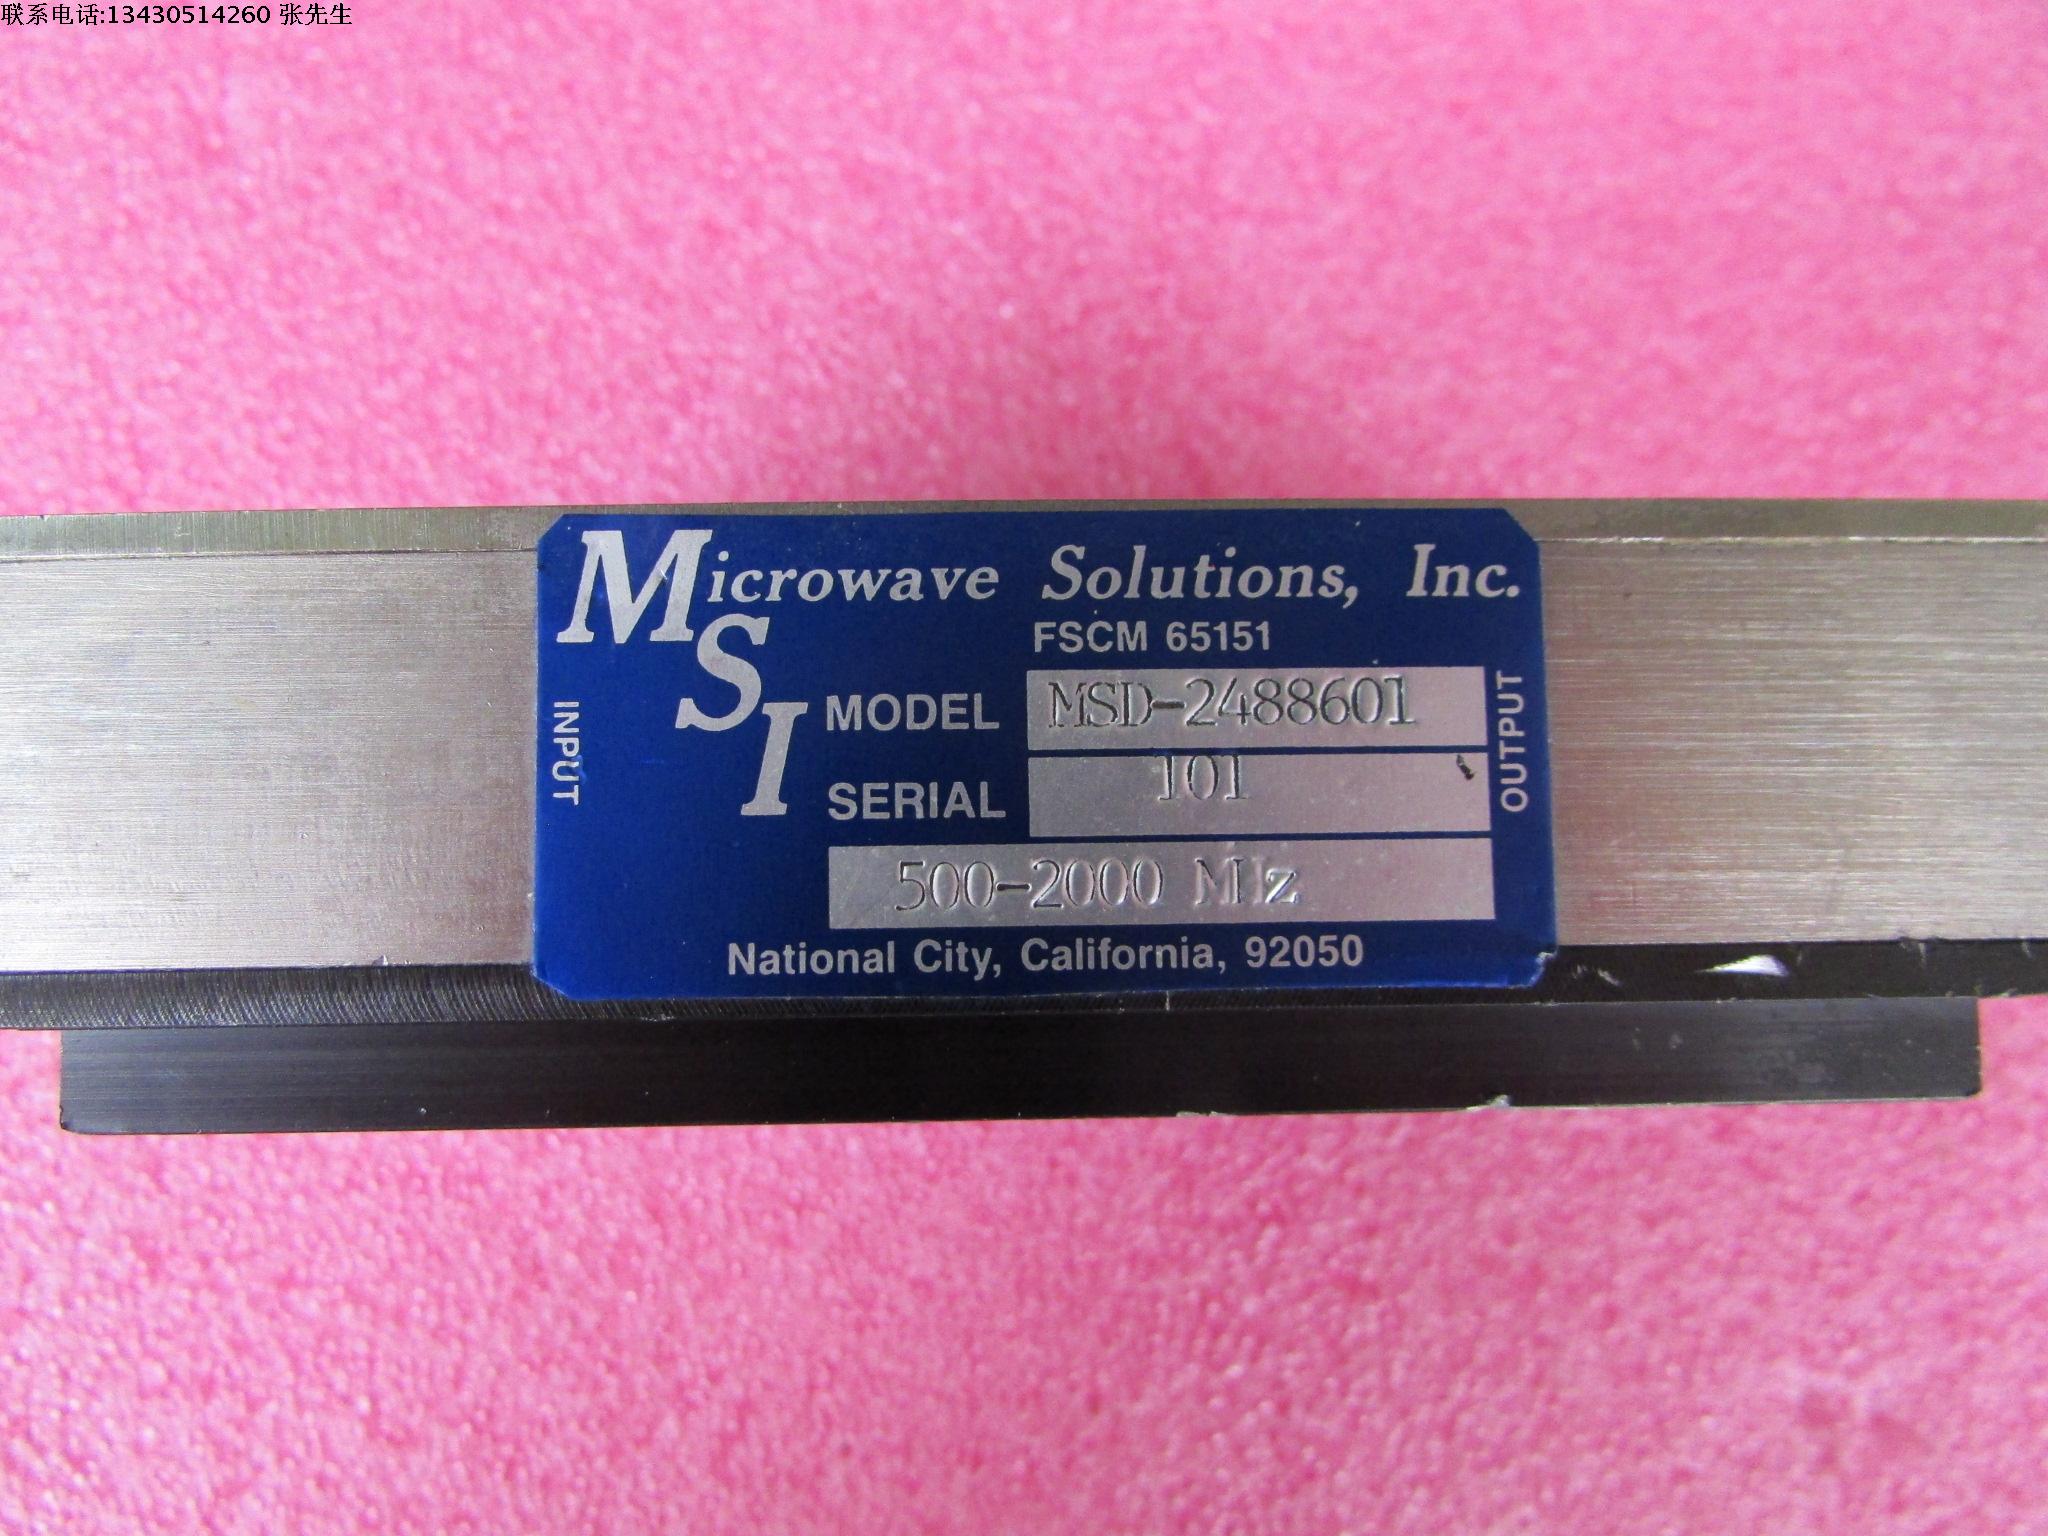 联系电话:13430514260 张先生
Microwave Solutions, Inc.
MSI
FSCM 65151
INPUT
MODEL MSD-2488601
OUTPUT
SERIAL 101
500-2000 MHz
National City, California, 92050